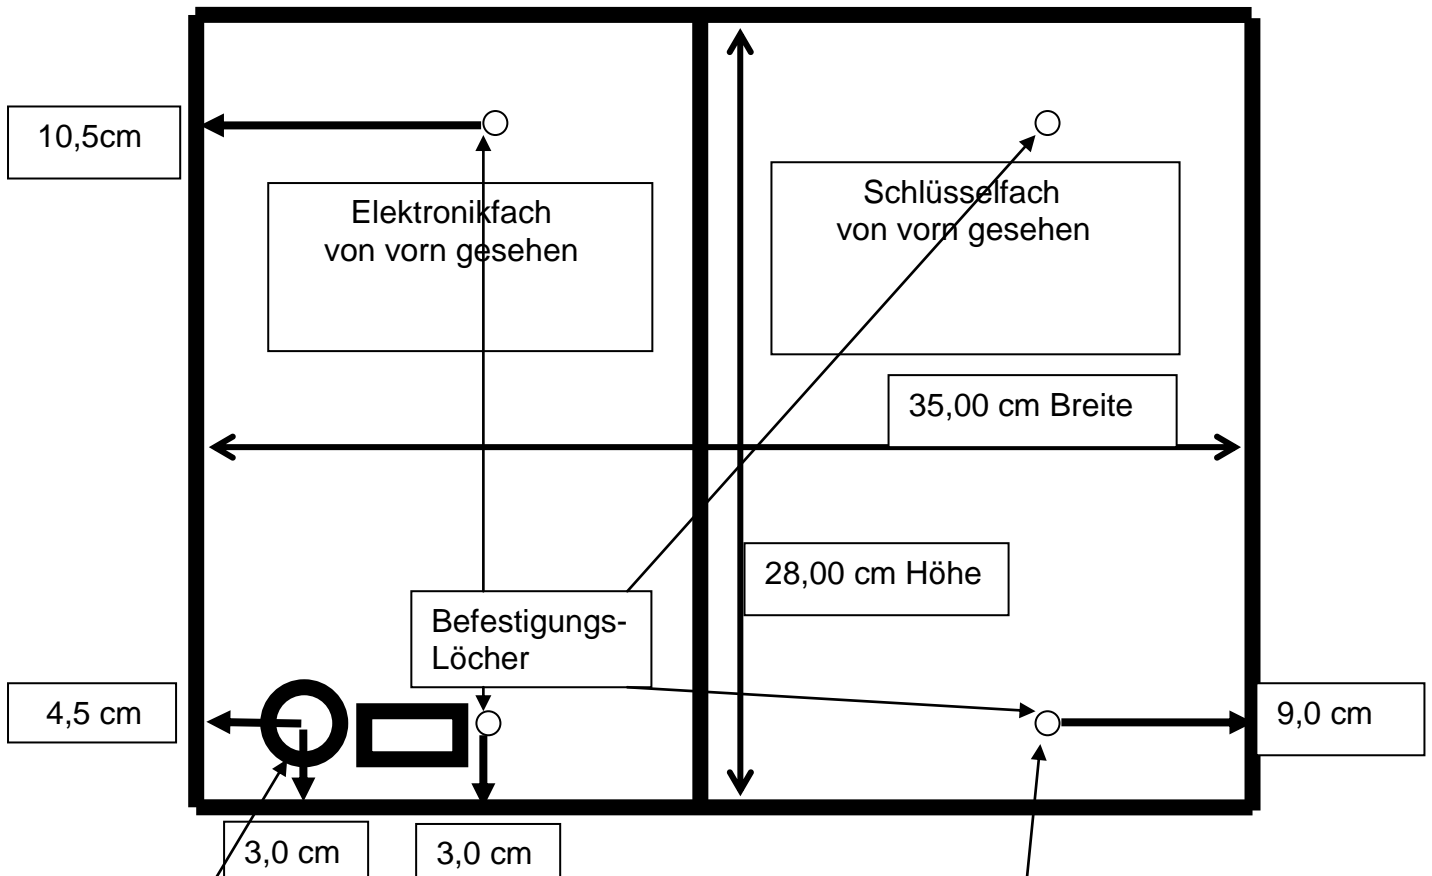 10,5cm
Elektronikfach
von vorn gesehen
Schlüsselfach
von vorn gesehen
35,00 cm Breite
28,00 cm Höhe
Befestigungs-
Löcher
4,5 cm
9,0 cm
3,0 cm
3,0 cm